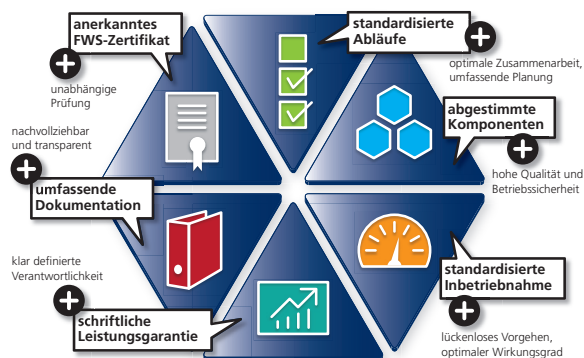 anerkanntes
FWS-Zertifikat
unabhängige
Prüfung
standardisierte
Abläufe
optimale Zusammenarbeit,
umfassende Planung
abgestimmte
Komponenten
hohe Qualität und
Betriebssicherheit
standardisierte
Inbetriebnahme
lückenloses Vorgehen,
optimaler Wirkungsgrad
schriftliche
Leistungsgarantie
klar definierte
Verantwortlichkeit
umfassende
Dokumentation
nachvollziehbar
und transparent